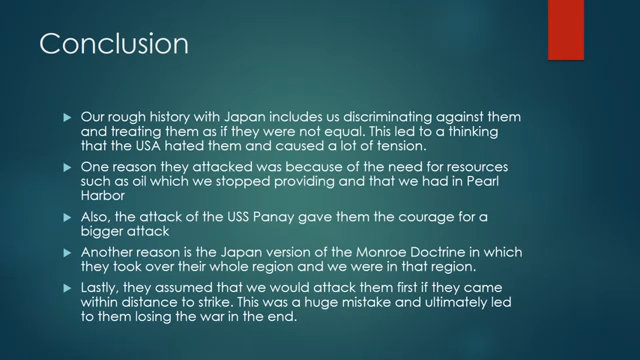 Conclusion
Our rough history with Japan includes us discriminating against them
and treating them as if they were not equal. This led to a thinking
that the USA hated them and caused a lot of tension.
One reason they attacked was because of the need for resources
such as oil which we stopped providing and that we had in Pearl
Harbor
Also, the attack of the USS Panay gave them the courage for a
bigger attack
Another reason is the Japan version of the Monroe Doctrine in which
they took over their whole region and we were in that region.
Lastly, they assumed that we would attack them first if they came
within distance to strike. This was a huge mistake and ultimately led
to them losing the war in the end.